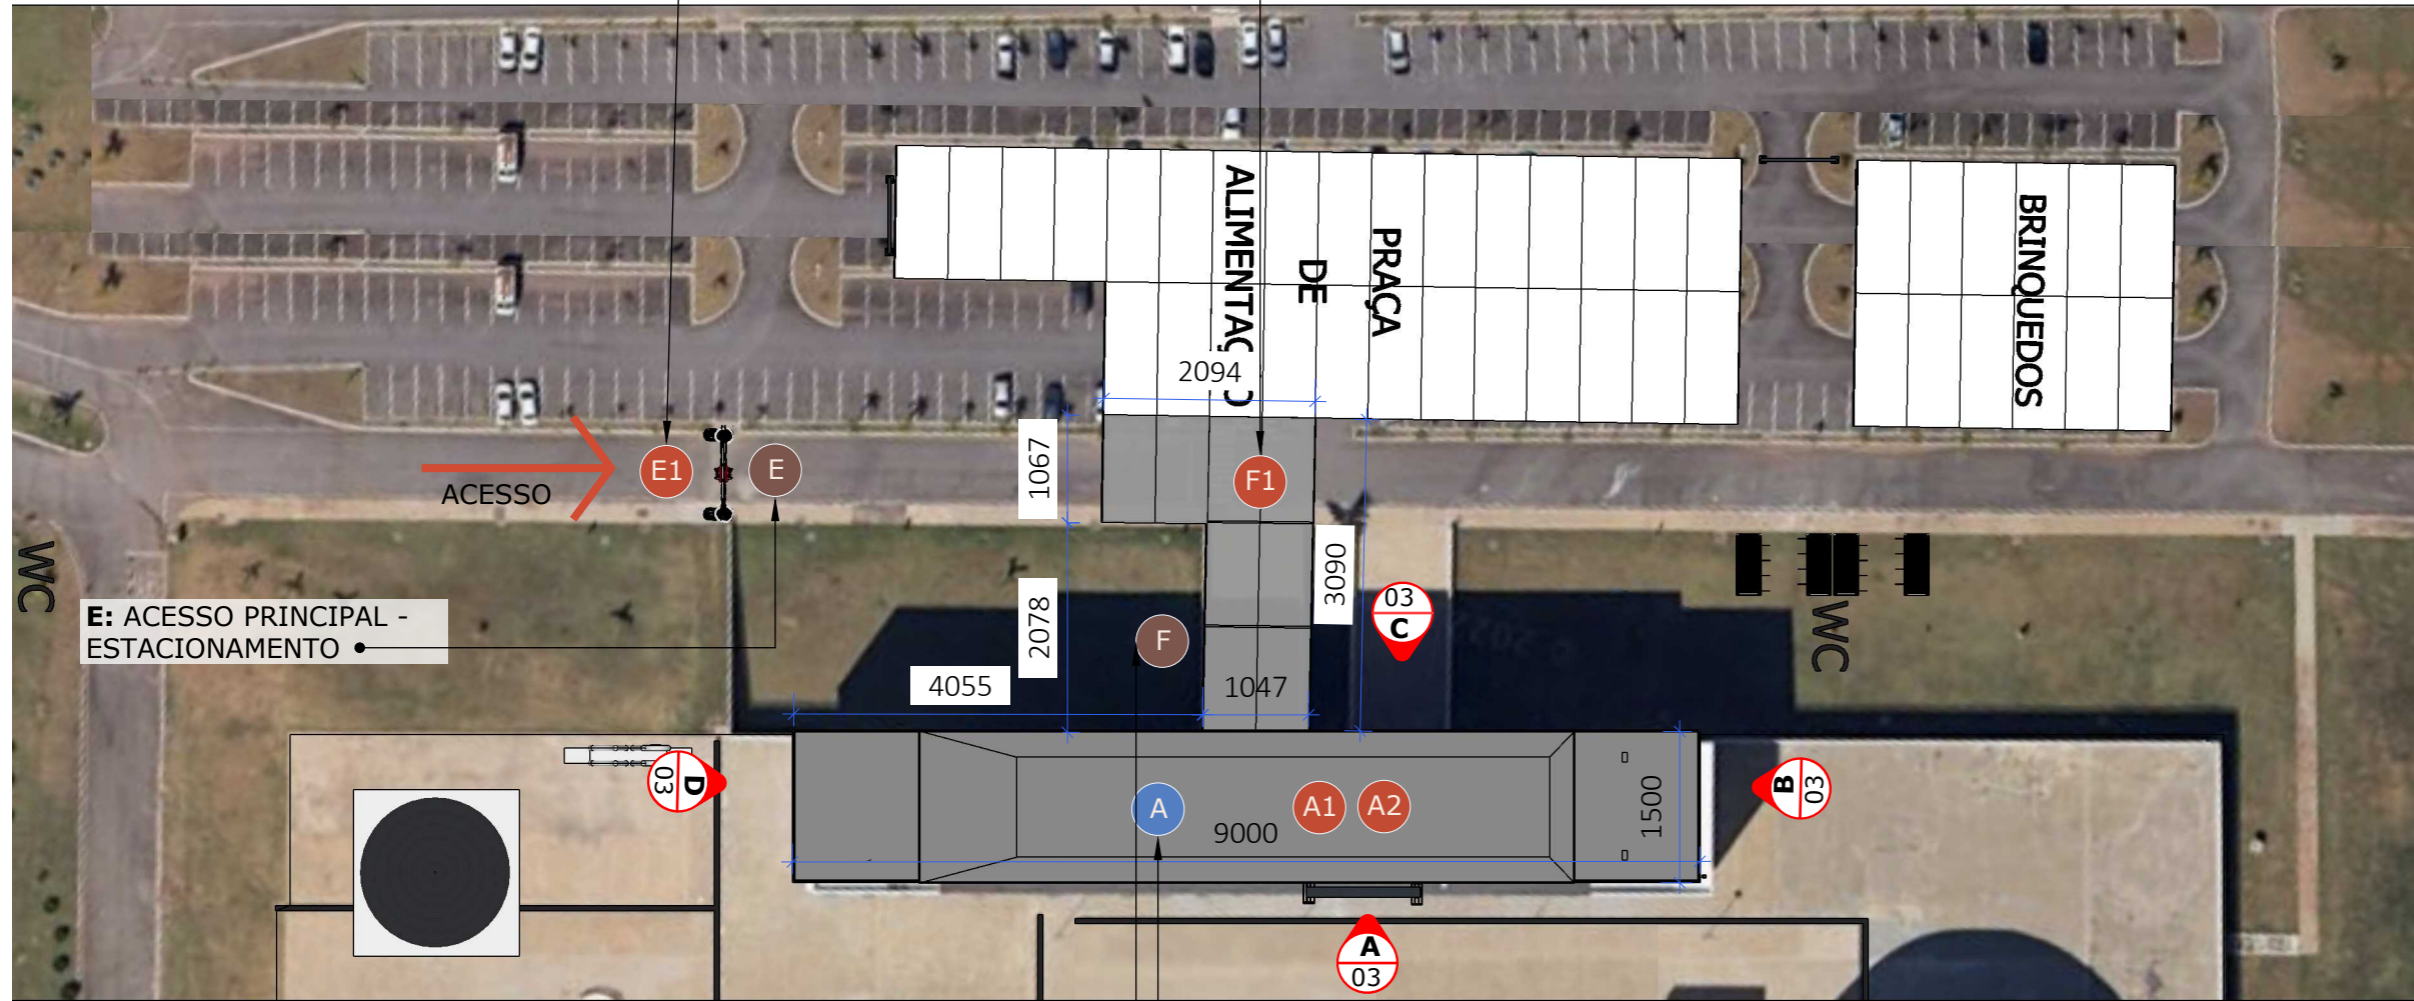 PRAÇA
DE
ALIMENTAÇ O
BRINQUEDOS
2094
1067
E1
E
F1
ACESSO
WC
3060
03
C
E: ACESSO PRINCIPAL -
ESTACIONAMENTO
2078
F
WC
4055
1047
D
03
A
A1
A2
9000
1500
B
03
A
03